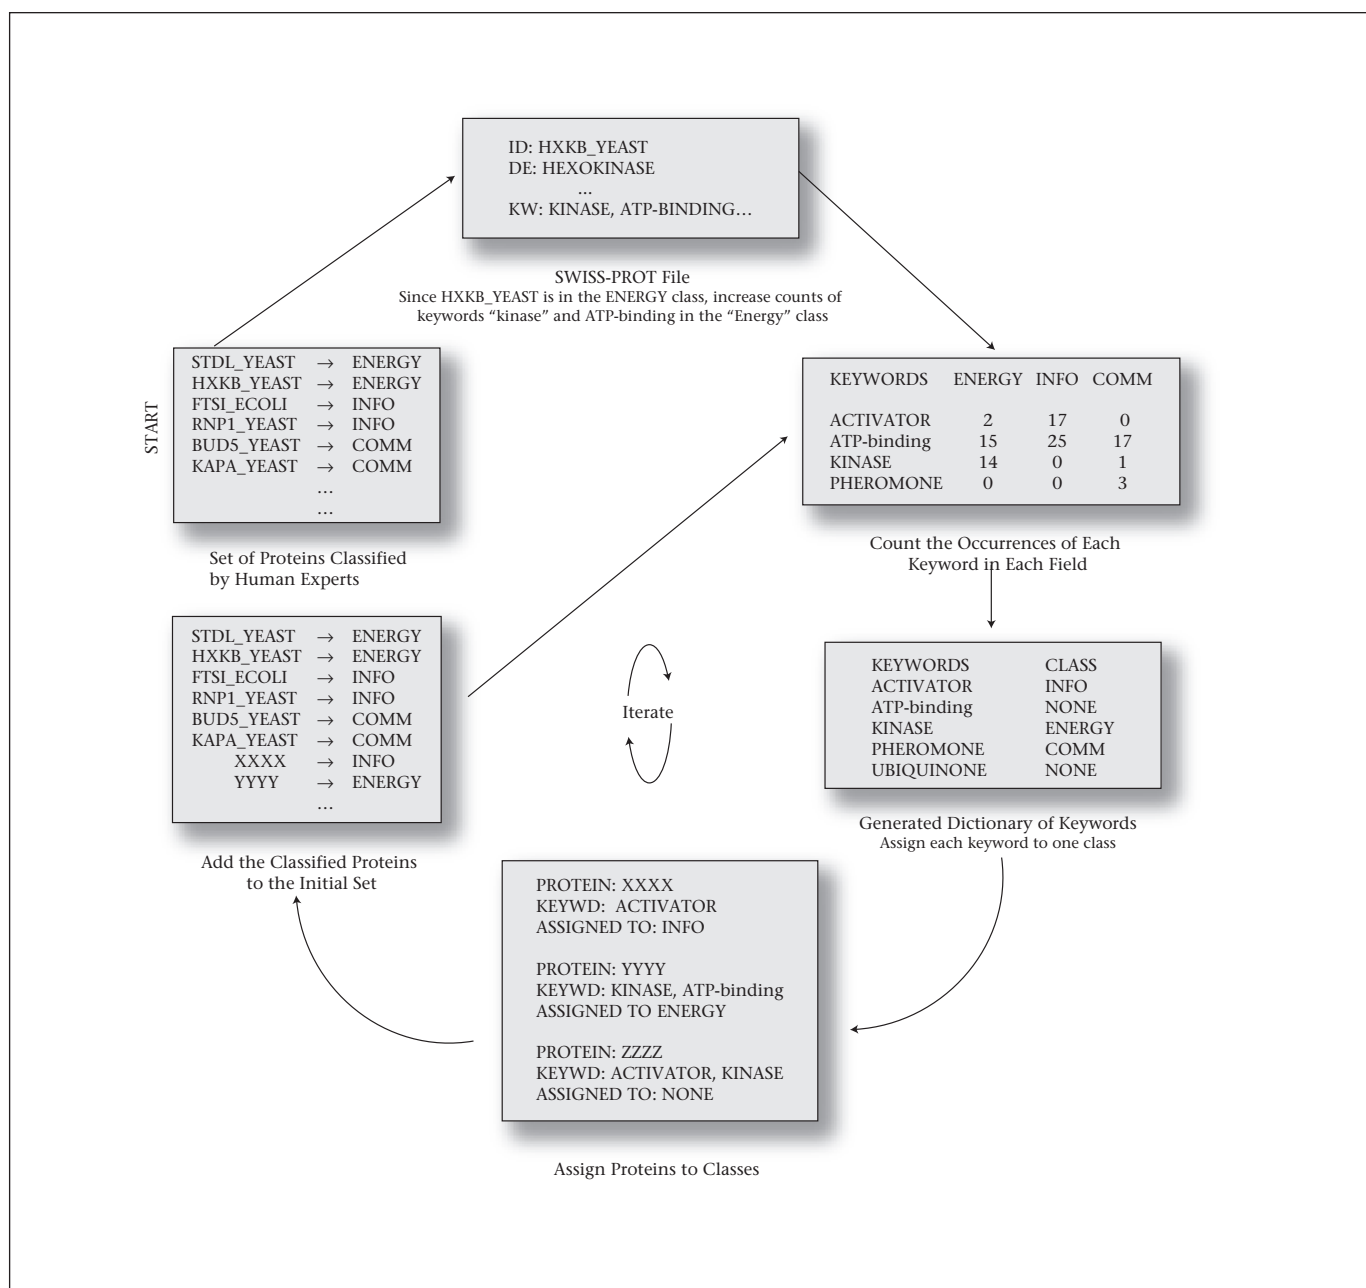 ID: HXKB_YEAST
DE: HEXOKINASE
...
KW: KINASE, ATP-BINDING…
SWISS-PROT File
Since HXKB_YEAST is in the ENERGY class, increase counts of
keywords “kinase” and ATP-binding in the “Energy” class
START
STDL_YEAST → ENERGY
HXKB_YEAST → ENERGY
FTSI_ECOLI → INFO
RNP1_YEAST → INFO
BUD5_YEAST → COMM
KAPA_YEAST → COMM
...
...
Set of Proteins Classified
by Human Experts
KEYWORDS ENERGY INFO COMM
ACTIVATOR 2 17 0
ATP-binding 15 25 17
KINASE 14 0 1
PHEROMONE 0 0 3
Count the Occurrences of Each
Keyword in Each Field
STDL_YEAST → ENERGY
HXKB_YEAST → ENERGY
FTSI_ECOLI → INFO
RNP1_YEAST → INFO
BUD5_YEAST → COMM
KAPA_YEAST → COMM
XXXX → INFO
YYYY → ENERGY
...
Add the Classified Proteins
to the Initial Set
Iterate
KEYWORDS CLASS
ACTIVATOR INFO
ATP-binding NONE
KINASE ENERGY
PHEROMONE COMM
UBIQUINONE NONE
Generated Dictionary of Keywords
Assign each keyword to one class
PROTEIN: XXXX
KEYWD: ACTIVATOR
ASSIGNED TO: INFO
PROTEIN: YYYY
KEYWD: KINASE, ATP-binding
ASSIGNED TO ENERGY
PROTEIN: ZZZZ
KEYWD: ACTIVATOR, KINASE
ASSIGNED TO: NONE
Assign Proteins to Classes